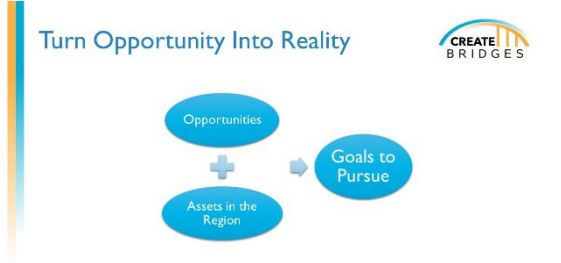 Turn Opportunity Into Reality
CREATE
BRIDGES
Opportunities
Goals to
Pursue
Assets in the
Region